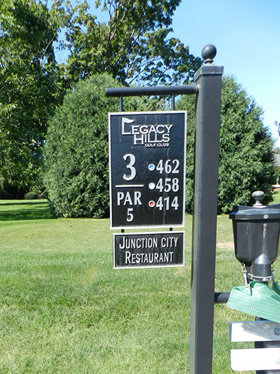 LEGACY
HILLS
GOLF CLUB
3
PAR
5
462
458
414
JUNCTION CITY
RESTAURANT